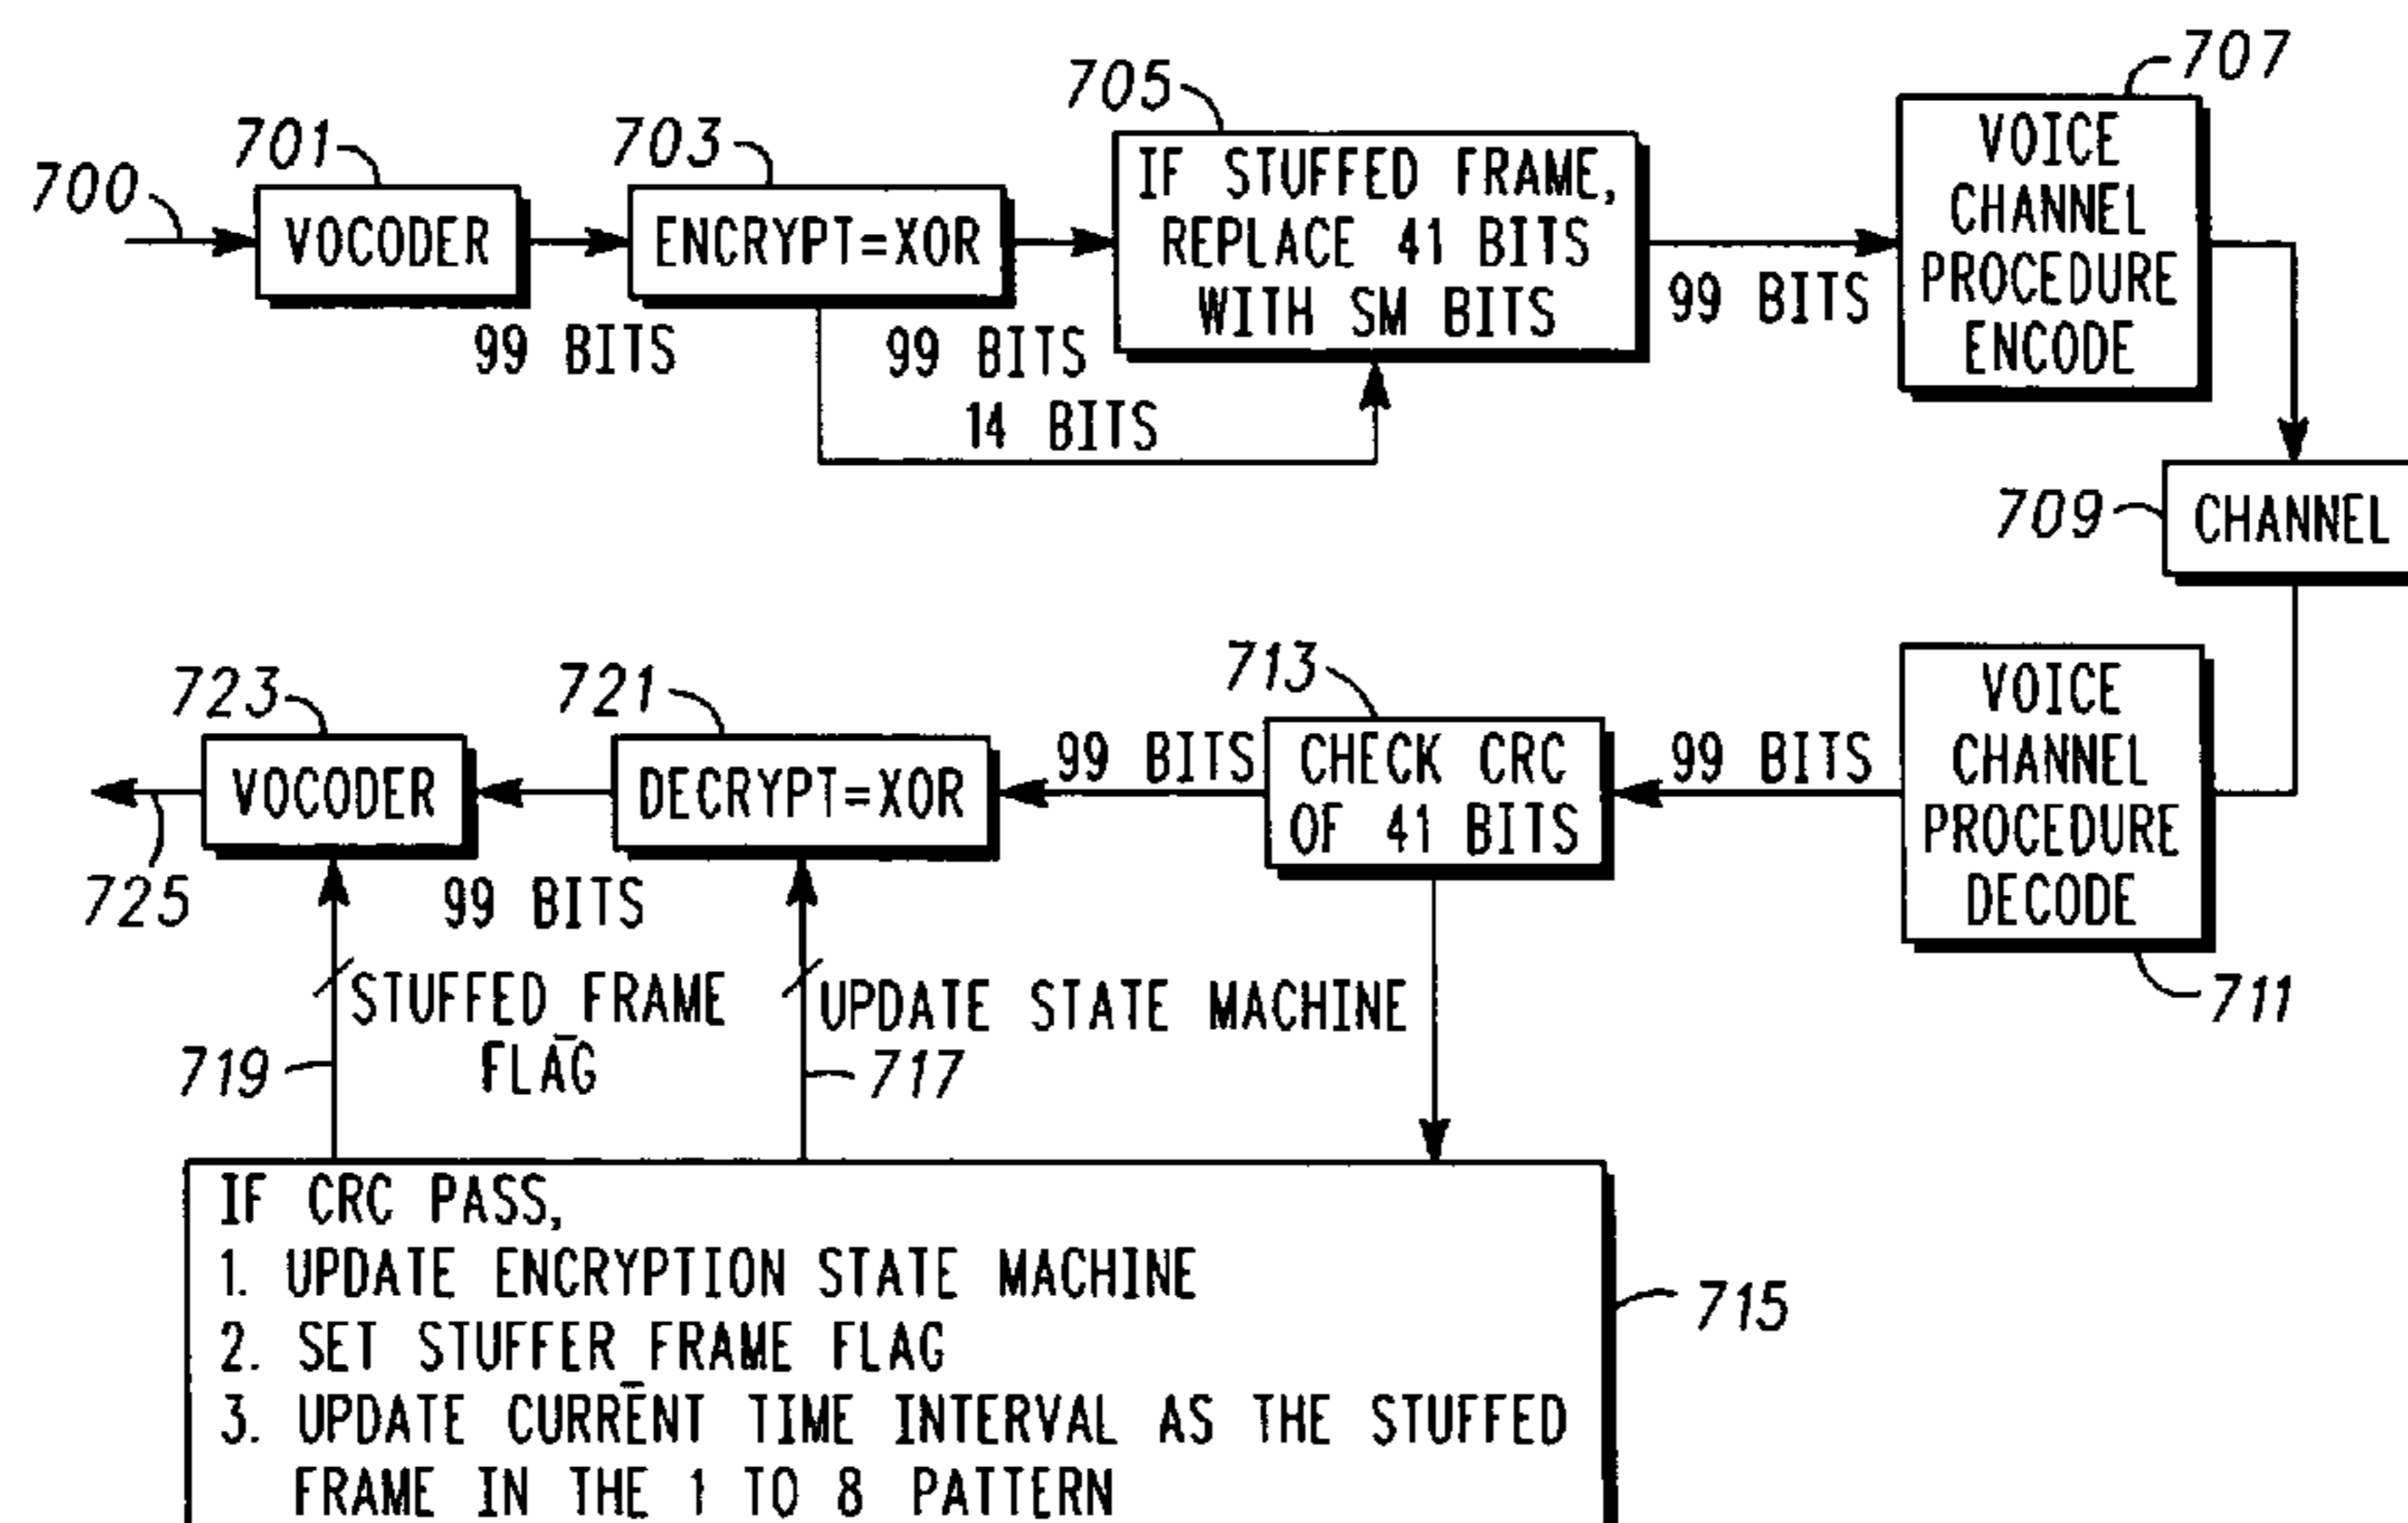 700
701
VOCODER
99 BITS
703
ENCRYPT=XOR
99 BITS
14 BITS
705
IF STUFFED FRAME,
REPLACE 41 BITS
WITH SM BITS
99 BITS
707
VOICE
CHANNEL
PROCEDURE
ENCODE
709
CHANNEL
VOICE
CHANNEL
PROCEDURE
DECODE
711
99 BITS
713
CHECK CRC
OF 41 BITS
99 BITS
721
DECRYPT=XOR
99 BITS
723
VOCODER
725
STUFFED_FRAME
FLAG
719
UPDATE STATE MACHINE
717
IF CRC PASS,
1. UPDATE ENCRYPTION STATE MACHINE
2. SET STUFFER_FRAME FLAG
3. UPDATE CURRENT TIME INTERVAL AS THE STUFFED
FRAME IN THE 1 TO 8 PATTERN
715